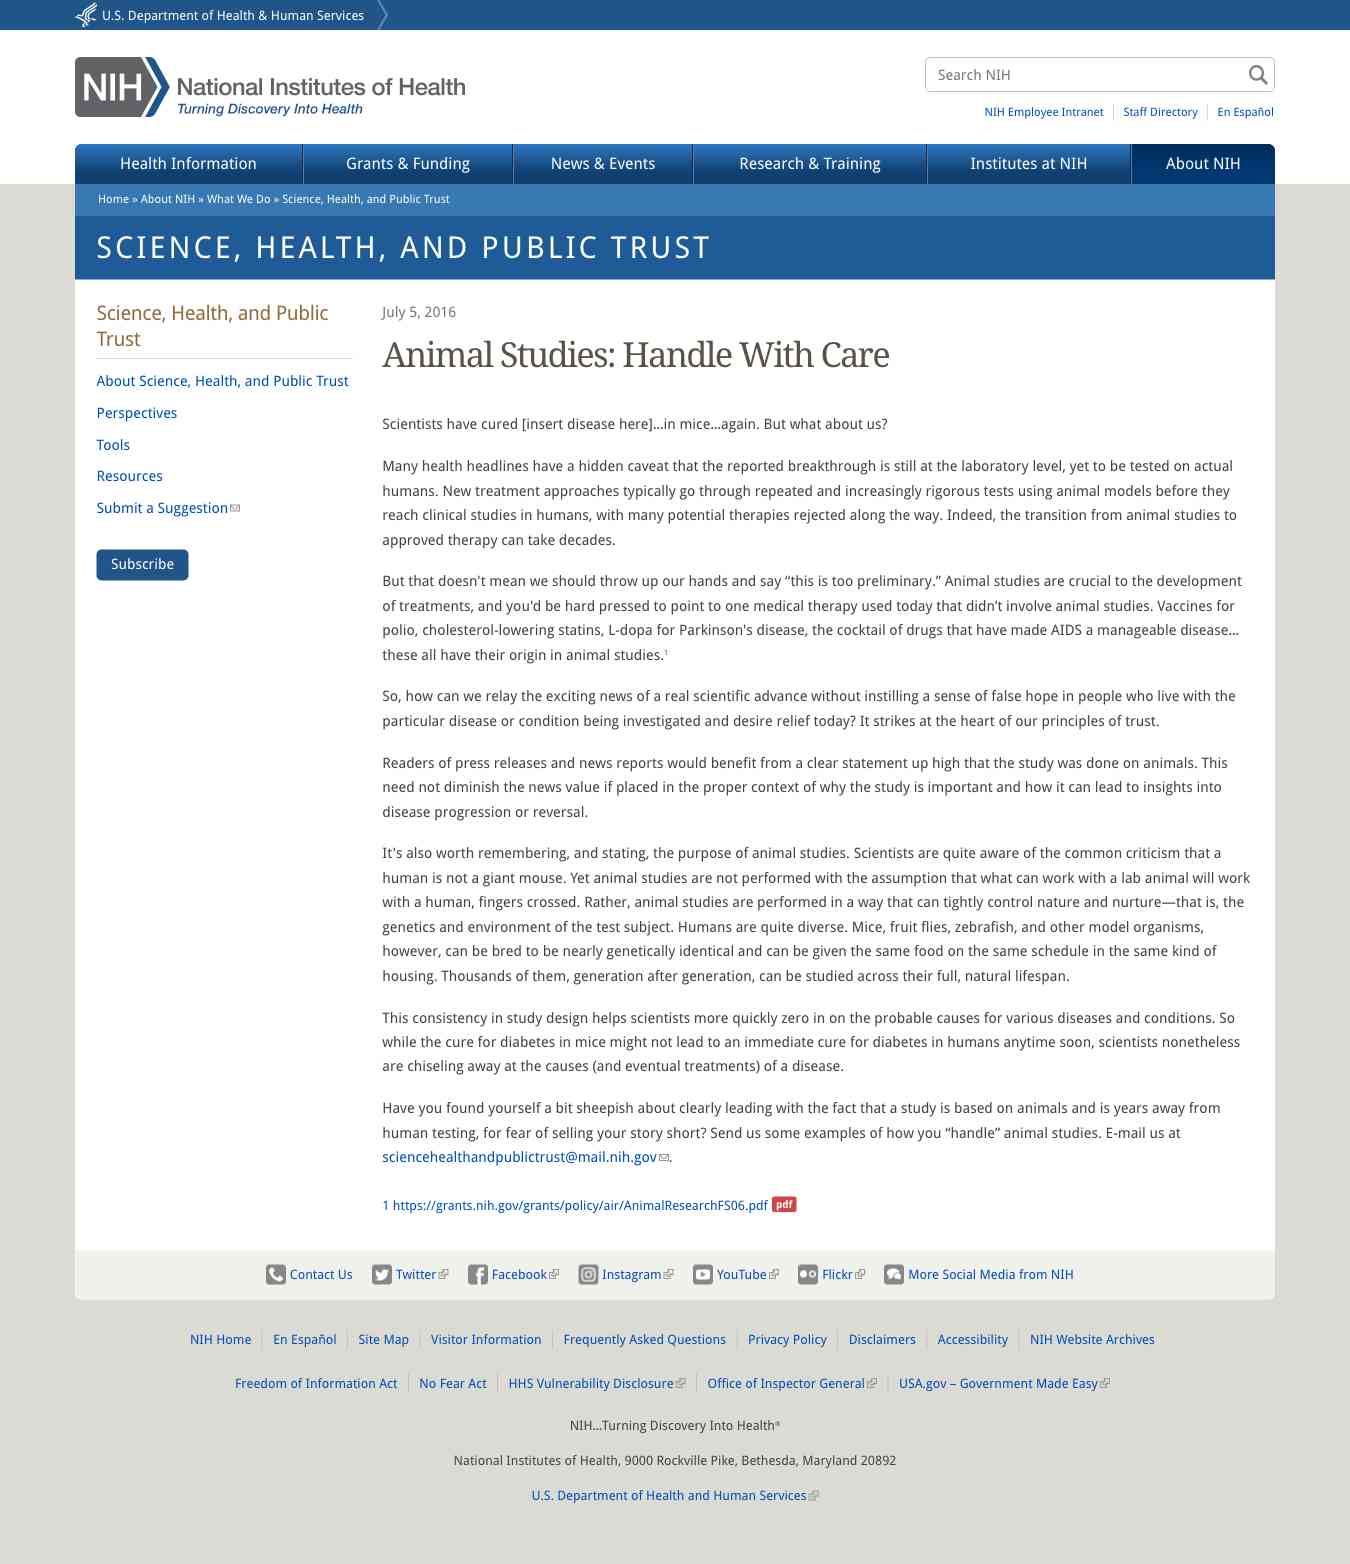 U.S. Department of Health & Human Services
NIH
National Institutes of Health
Turning Discovery Into Health
Search NIH
NIH Employee Intranet
Staff Directory
En Español
Health Information
Grants & Funding
News & Events
Research & Training
Institutes at NIH
About NIH
Home » About NIH » What We Do » Science, Health, and Public Trust
SCIENCE, HEALTH, AND PUBLIC TRUST
Science, Health, and Public
Trust
About Science, Health, and Public Trust
Perspectives
Tools
Resources
Submit a Suggestion
Subscribe
July 5, 2016
Animal Studies: Handle With Care
Scientists have cured [insert disease here]...in mice...again. But what about us?
Many health headlines have a hidden caveat that the reported breakthrough is still at the laboratory level, yet to be tested on actual
humans. New treatment approaches typically go through repeated and increasingly rigorous tests using animal models before they
reach clinical studies in humans, with many potential therapies rejected along the way. Indeed, the transition from animal studies to
approved therapy can take decades.
But that doesn't mean we should throw up our hands and say “this is too preliminary.” Animal studies are crucial to the development
of treatments, and you'd be hard pressed to point to one medical therapy used today that didn’t involve animal studies. Vaccines for
polio, cholesterol-lowering statins, L-dopa for Parkinson's disease, the cocktail of drugs that have made AIDS a manageable disease...
these all have their origin in animal studies.1
So, how can we relay the exciting news of a real scientific advance without instilling a sense of false hope in people who live with the
particular disease or condition being investigated and desire relief today? It strikes at the heart of our principles of trust.
Readers of press releases and news reports would benefit from a clear statement up high that the study was done on animals. This
need not diminish the news value if placed in the proper context of why the study is important and how it can lead to insights into
disease progression or reversal.
It's also worth remembering, and stating, the purpose of animal studies. Scientists are quite aware of the common criticism that a
human is not a giant mouse. Yet animal studies are not performed with the assumption that what can work with a lab animal will work
with a human, fingers crossed. Rather, animal studies are performed in a way that can tightly control nature and nurture—that is, the
genetics and environment of the test subject. Humans are quite diverse. Mice, fruit flies, zebrafish, and other model organisms,
however, can be bred to be nearly genetically identical and can be given the same food on the same schedule in the same kind of
housing. Thousands of them, generation after generation, can be studied across their full, natural lifespan.
This consistency in study design helps scientists more quickly zero in on the probable causes for various diseases and conditions. So
while the cure for diabetes in mice might not lead to an immediate cure for diabetes in humans anytime soon, scientists nonetheless
are chiseling away at the causes (and eventual treatments) of a disease.
Have you found yourself a bit sheepish about clearly leading with the fact that a study is based on animals and is years away from
human testing, for fear of selling your story short? Send us some examples of how you “handle” animal studies. E-mail us at
sciencehealthandpublictrust@mail.nih.gov.
1 https://grants.nih.gov/grants/policy/air/AnimalResearchFS06.pdf pdf
Contact Us
Twitter
Facebook
Instagram
YouTube
Flickr
More Social Media from NIH
NIH Home
En Español
Site Map
Visitor Information
Frequently Asked Questions
Privacy Policy
Disclaimers
Accessibility
NIH Website Archives
Freedom of Information Act
No Fear Act
HHS Vulnerability Disclosure
Office of Inspector General
USA.gov – Government Made Easy
NIH...Turning Discovery Into Health®
National Institutes of Health, 9000 Rockville Pike, Bethesda, Maryland 20892
U.S. Department of Health and Human Services